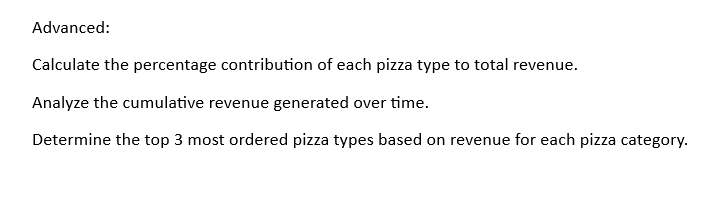 Advanced:
Calculate the percentage contribution of each pizza type to total revenue.
Analyze the cumulative revenue generated over time.
Determine the top 3 most ordered pizza types based on revenue for each pizza category.